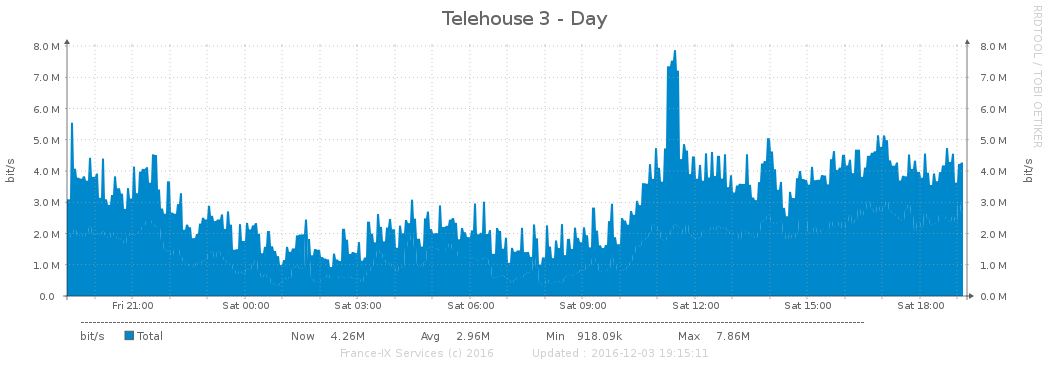 Telehouse 3 - Day
RRDTOOL / TOBI OETIKER
bit/s
8.0 M 8.0 M
7.0 M 7.0 M
6.0 M 6.0 M
5.0 M 5.0 M
4.0 M 4.0 M
3.0 M 3.0 M
2.0 M 2.0 M
1.0 M 1.0 M
0.0 0.0 M
bit/s
Fri 21:00 Sat 00:00 Sat 03:00 Sat 06:00 Sat 09:00 Sat 12:00 Sat 15:00 Sat 18:00
bit/s Total Now 4.26M Avg 2.96M Min 918.09k Max 7.86M
France-IX Services (c) 2016 Updated : 2016-12-03 19:15:11